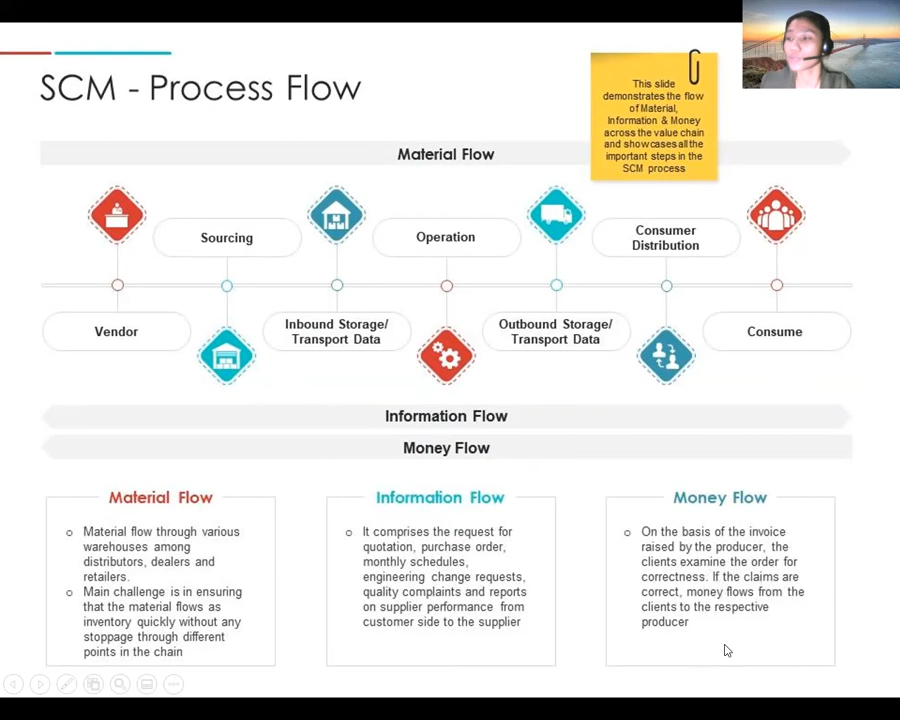 SCM - Process Flow
This slide
demonstrates the flow
of Material,
Information & Money
across the value chain
and showcases all the
important steps in the
SCM process
Material Flow
Sourcing
Operation
Consumer
Distribution
Vendor
Inbound Storage/
Transport Data
Outbound Storage/
Transport Data
Consume
Information Flow
Money Flow
Material Flow
Material flow through various
warehouses among
distributors, dealers and
retailers.
Main challenge is in ensuring
that the material flows as
inventory quickly without any
stoppage through different
points in the chain
Information Flow
It comprises the request for
quotation, purchase order,
monthly schedules,
engineering change requests,
quality complaints and reports
on supplier performance from
customer side to the supplier
Money Flow
On the basis of the invoice
raised by the producer, the
clients examine the order for
correctness. If the claims are
correct, money flows from the
clients to the respective
producer